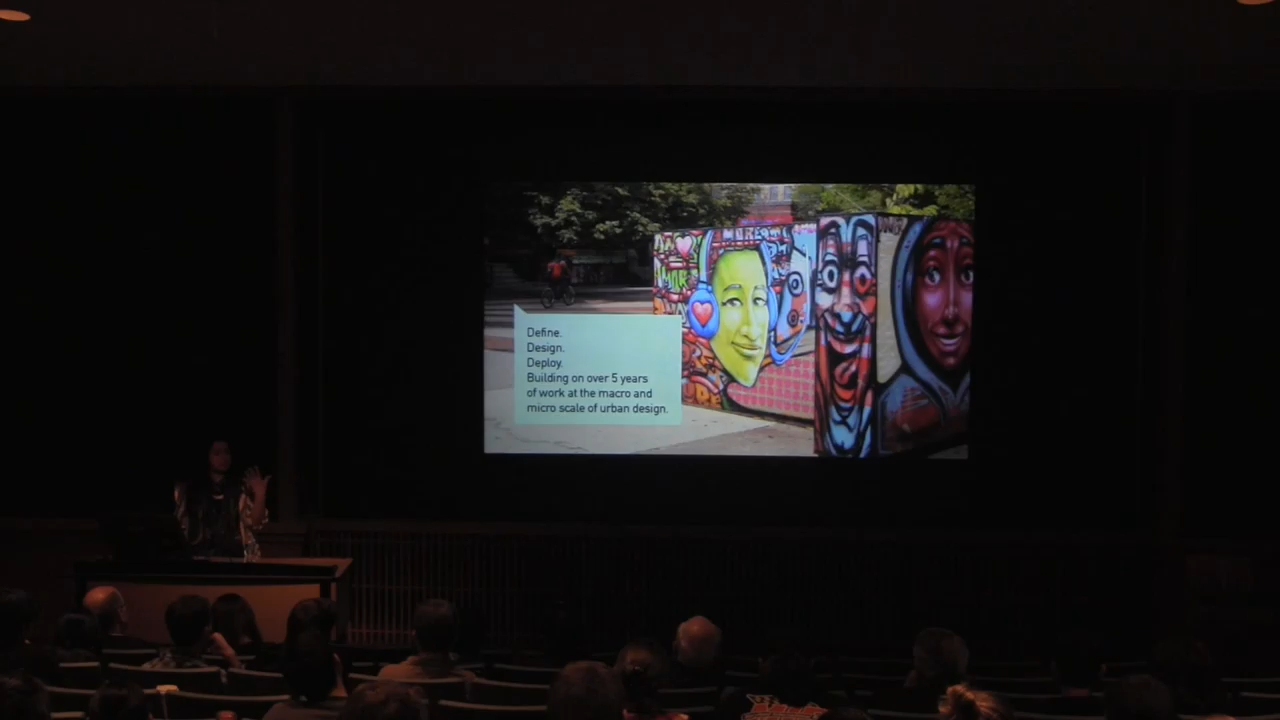 Define.
Design.
Deploy.
Building on over 5 years
of work at the macro and
micro scale of urban design.